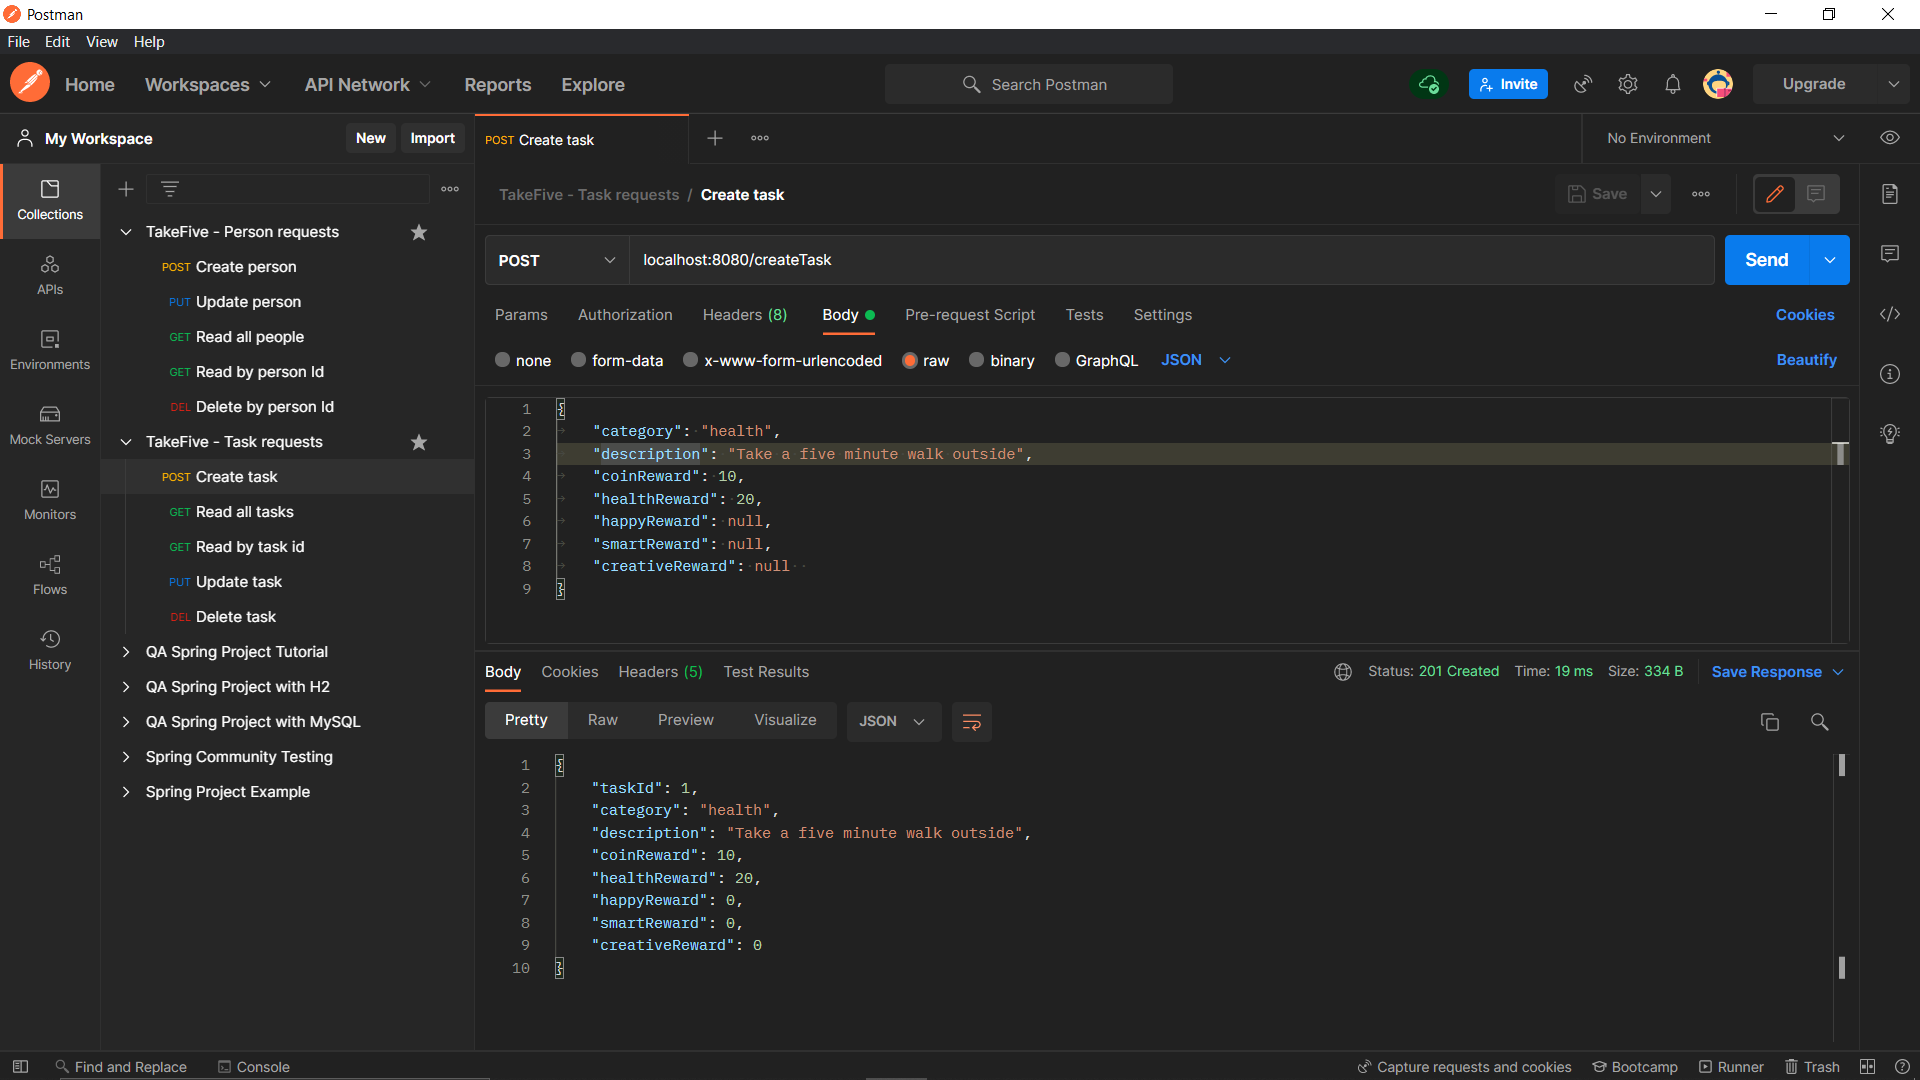 Postman
File Edit View Help
Home Workspaces API Network Reports Explore Search Postman Invite Upgrade
My Workspace New Import
POST Create task
No Environment
Collections
APIs
Environments
Mock Servers
Monitors
Flows
History
TakeFive - Person requests
POST Create person
PUT Update person
GET Read all people
GET Read by person Id
DEL Delete by person Id
TakeFive - Task requests
POST Create task
GET Read all tasks
GET Read by task id
PUT Update task
DEL Delete task
QA Spring Project Tutorial
QA Spring Project with H2
QA Spring Project with MySQL
Spring Community Testing
Spring Project Example
TakeFive - Task requests / Create task
Save
POST localhost:8080/createTask Send
Params Authorization Headers (8) Body Pre-request Script Tests Settings Cookies
none form-data x-www-form-urlencoded raw binary GraphQL JSON Beautify
1 {
2 "category": "health",
3 "description": "Take a five minute walk outside",
4 "coinReward": 10,
5 "healthReward": 20,
6 "happyReward": null,
7 "smartReward": null,
8 "creativeReward": null
9 }
Body Cookies Headers (5) Test Results Status: 201 Created Time: 19 ms Size: 334 B Save Response
Pretty Raw Preview Visualize JSON
1 {
2 "taskId": 1,
3 "category": "health",
4 "description": "Take a five minute walk outside",
5 "coinReward": 10,
6 "healthReward": 20,
7 "happyReward": 0,
8 "smartReward": 0,
9 "creativeReward": 0
10 }
Find and Replace Console Capture requests and cookies Bootcamp Runner Trash